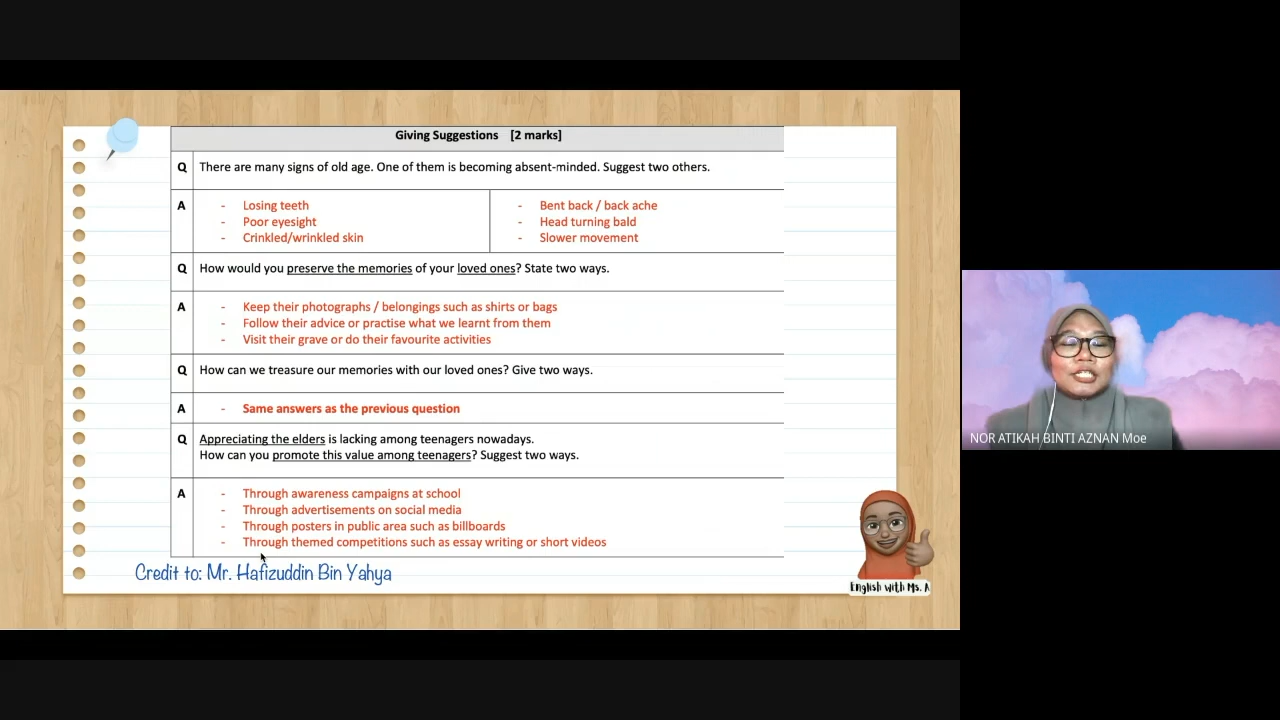 Giving Suggestions [2 marks]
Q There are many signs of old age. One of them is becoming absent-minded. Suggest two others.
A - Losing teeth
- Poor eyesight
- Crinkled/wrinkled skin
- Bent back / back ache
- Head turning bald
- Slower movement
Q How would you preserve the memories of your loved ones? State two ways.
A - Keep their photographs / belongings such as shirts or bags
- Follow their advice or practise what we learnt from them
- Visit their grave or do their favourite activities
Q How can we treasure our memories with our loved ones? Give two ways.
A - Same answers as the previous question
Q Appreciating the elders is lacking among teenagers nowadays.
How can you promote this value among teenagers? Suggest two ways.
A - Through awareness campaigns at school
- Through advertisements on social media
- Through posters in public area such as billboards
- Through themed competitions such as essay writing or short videos
Credit to: Mr. Hafizuddin Bin Yahya
English with Ms. A
NOR ATIKAH BINTI AZNAN Moe